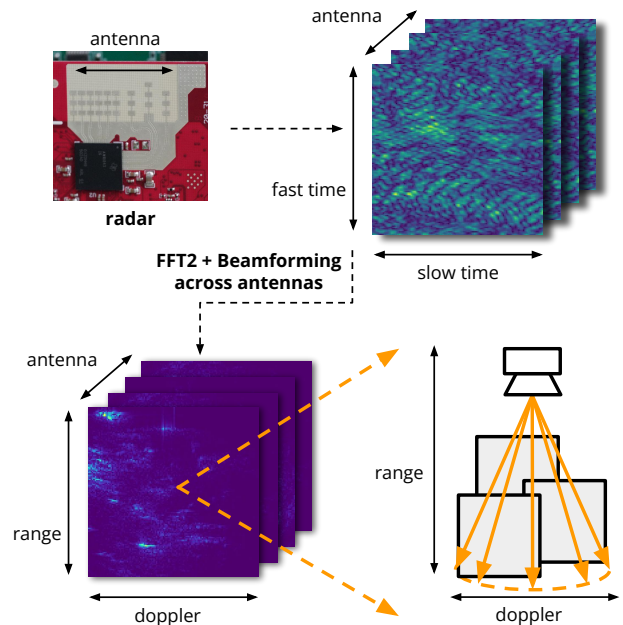 antenna
antenna
fast time
radar
slow time
FFT2 + Beamforming
across antennas
antenna
range
range
doppler
doppler